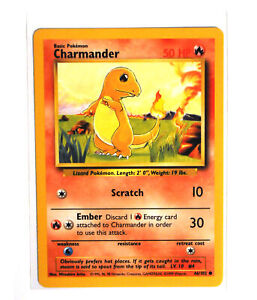 Basic Pokémon
Charmander 50 HP
Lizard Pokémon. Length: 2' 0", Weight: 19 lbs.
Scratch 10
Ember Discard 1 Energy card
attached to Charmander in order
to use this attack. 30
weakness resistance retreat cost
Obviously prefers hot places. If it gets caught in the
rain, steam is said to spout from the tip of its tail. LV. 10 #4
46/102